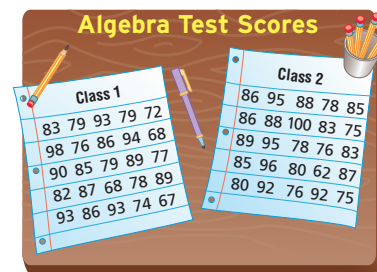 Algebra Test Scores
Class 1
83 79 93 79 72
98 76 86 94 68
90 85 79 89 77
82 87 68 78 89
93 86 93 74 67
Class 2
86 95 88 78 85
86 88 100 83 75
89 95 78 76 83
85 96 80 62 87
80 92 76 92 75